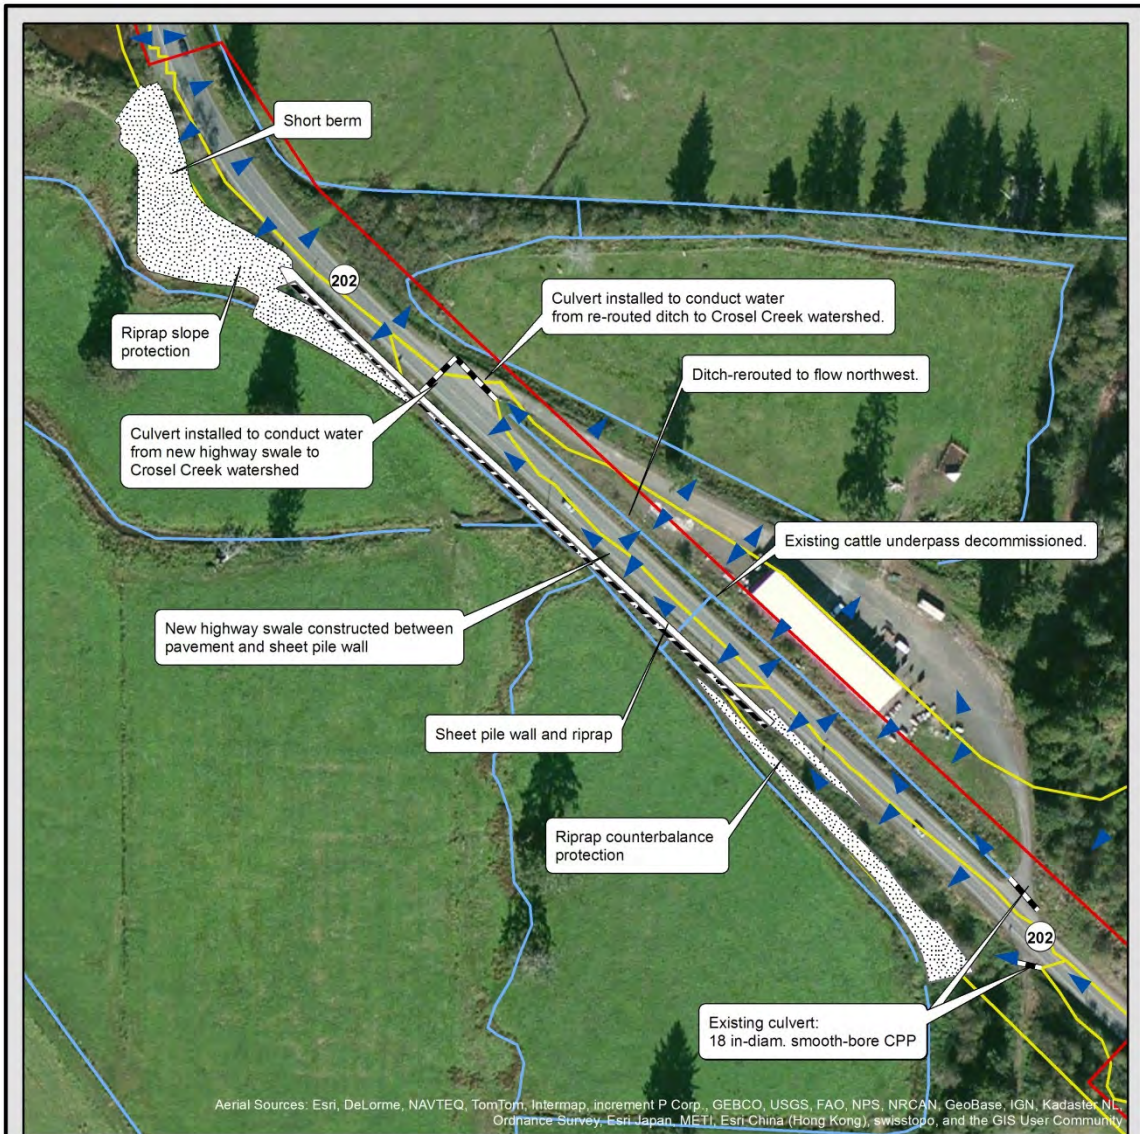 Short berm
202
Culvert installed to conduct water
from re-routed ditch to Crosel Creek watershed.
Riprap slope
protection
Ditch-rerouted to flow northwest.
Culvert installed to conduct water
from new highway swale to
Crosel Creek watershed
Existing cattle underpass decommissioned.
New highway swale constructed between
pavement and sheet pile wall
Sheet pile wall and riprap
Riprap counterbalance
protection
202
Existing culvert:
18 in-diam. smooth-bore CPP
Aerial Sources: Esri, DeLorme, NAVTEQ, TomTom, Intermap, increment P Corp., GEBCO, USGS, FAO, NPS, NRCAN, GeoBase, IGN, Kadaster NL,
Ordnance Survey, Esri Japan, METI, Esri China (Hong Kong), swisstopo, and the GIS User Community